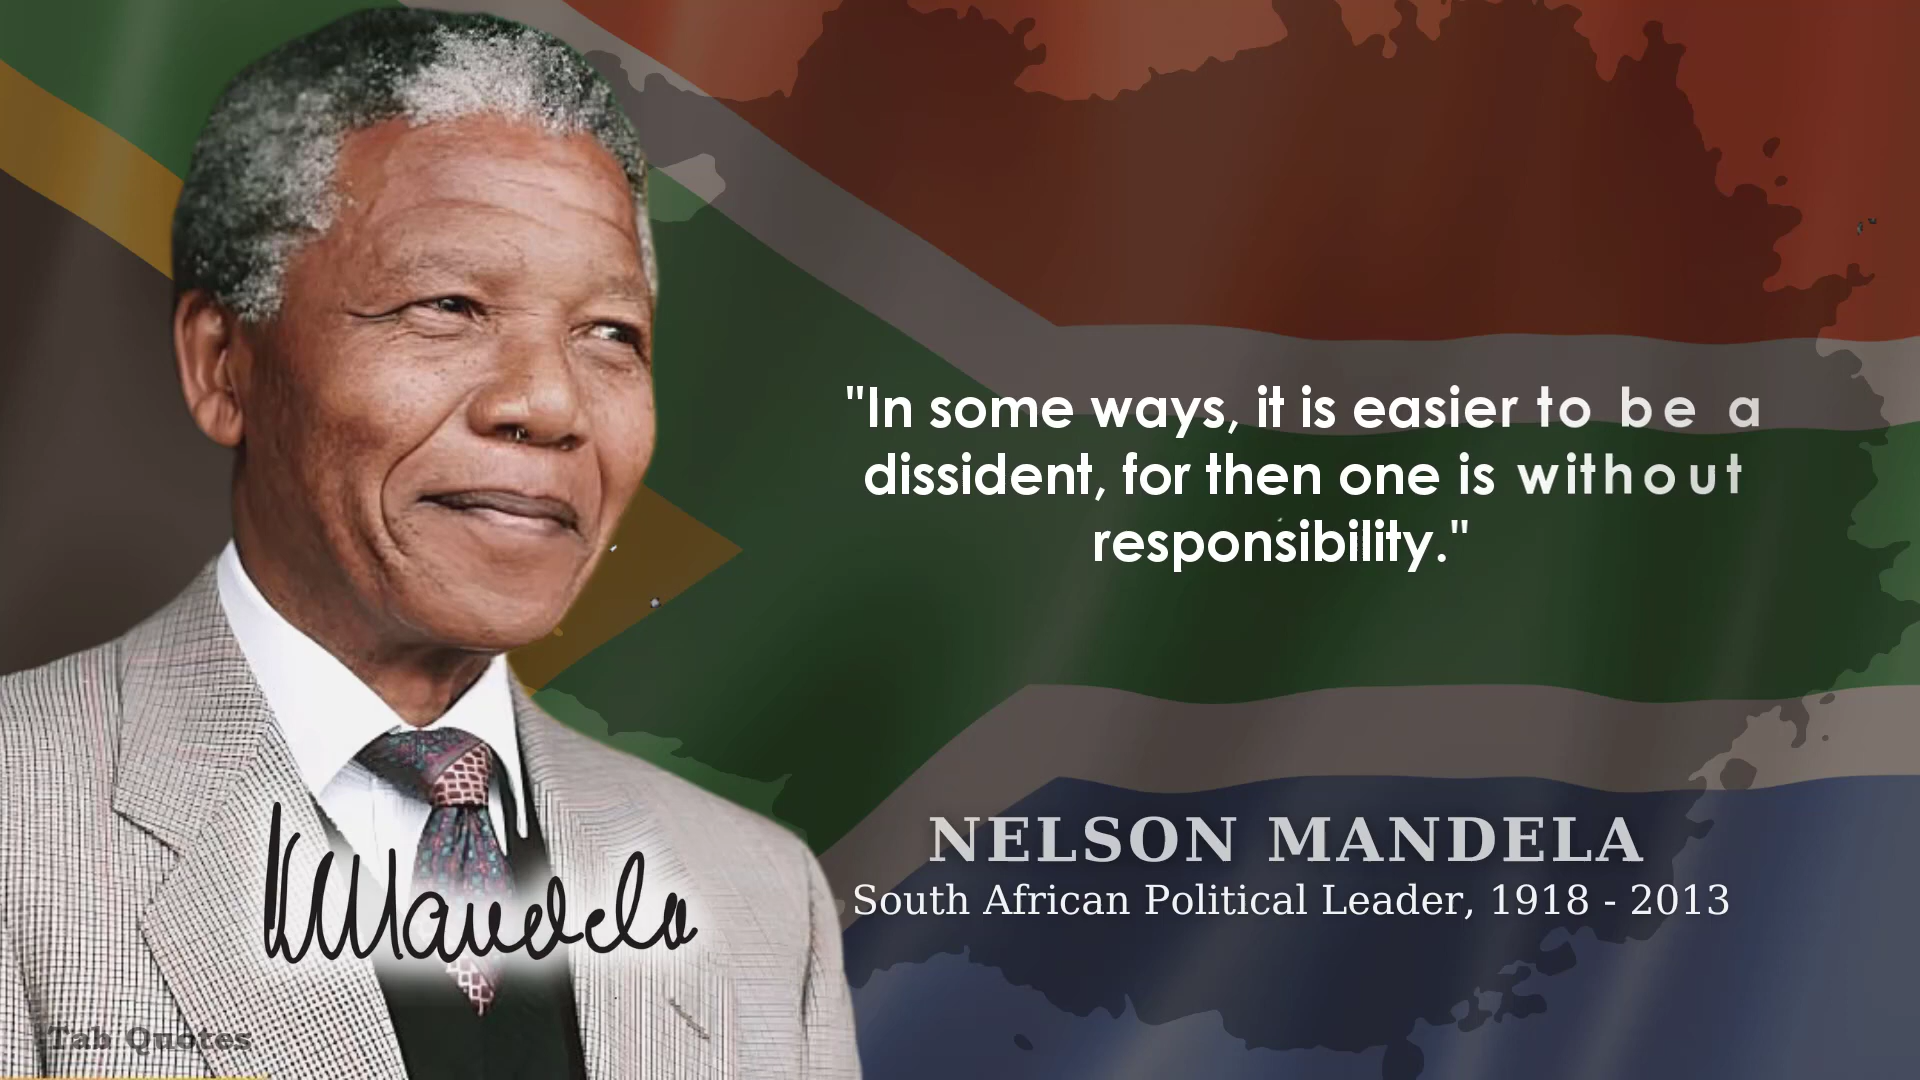 "In some ways, it is easier to be a
dissident, for then one is without
responsibility."
NELSON MANDELA
South African Political Leader, 1918 - 2013
Mandela
Tab Quotes